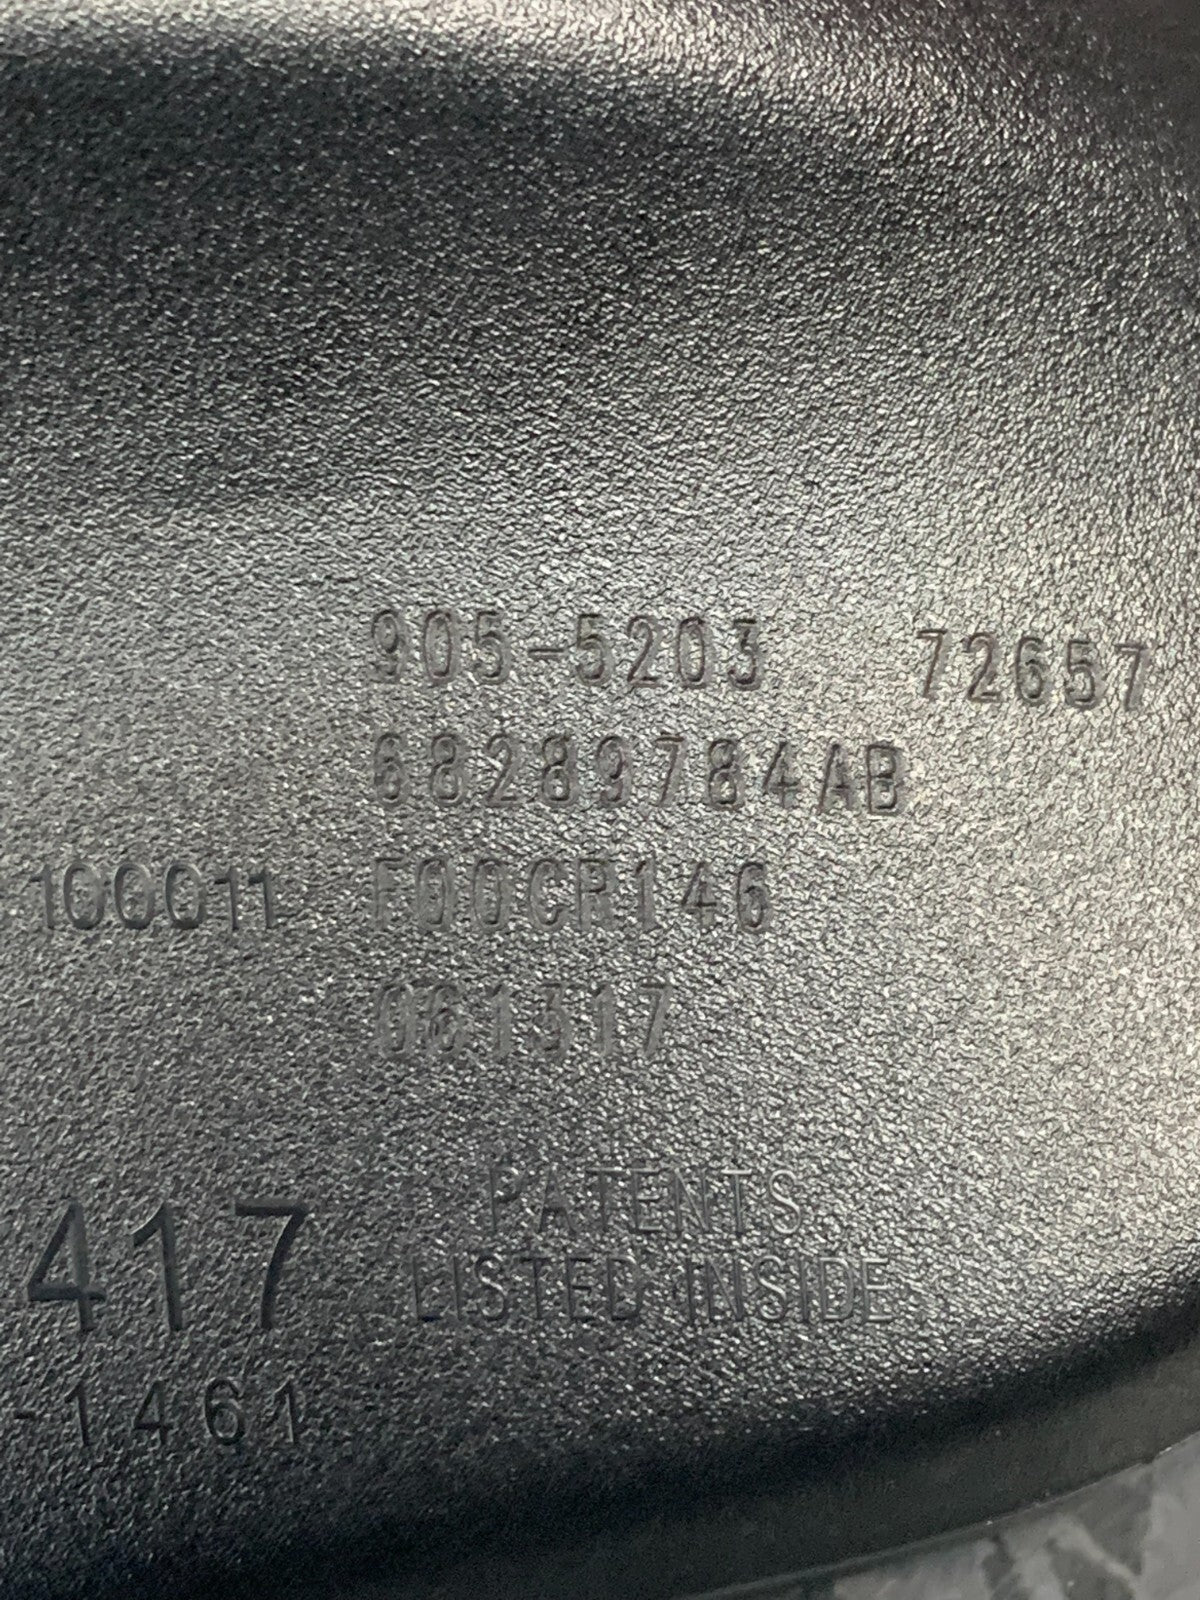 905-5203 72657
68289784AB
100011 F00CR146
061317
PATENTS
417 LISTED INSIDE
-1461